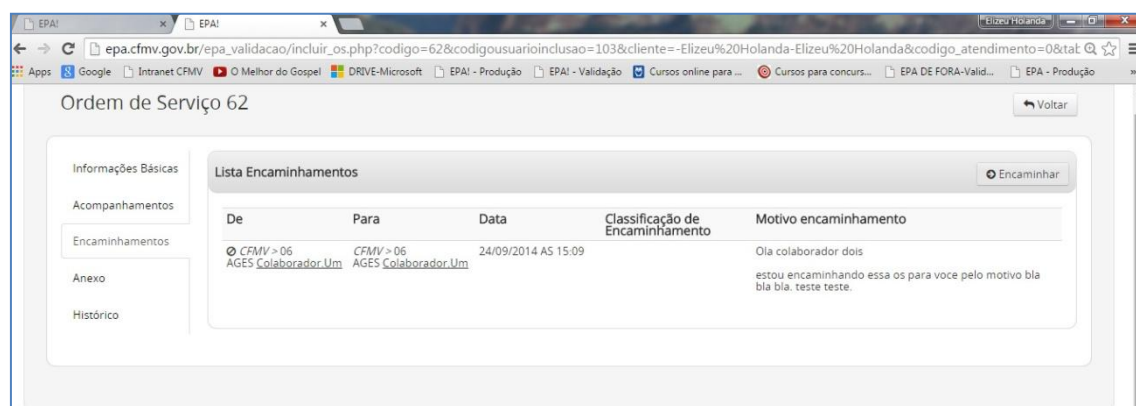 EPA!
EPA!
Elizeu Holanda
epa.cfmv.gov.br/epa_validacao/incluir_os.php?codigo=62&codigousuarioinclusao=103&cliente=-Elizeu%20Holanda-Elizeu%20Holanda&codigo_atendimento=0&tab
Apps Google Intranet CFMV O Melhor do Gospel DRIVE-Microsoft EPA! - Produção EPA! - Validação Cursos online para ... Cursos para concurs... EPA DE FORA-Valid... EPA - Produção »
Ordem de Serviço 62
Voltar
Informações Básicas
Acompanhamentos
Encaminhamentos
Anexo
Histórico
Lista Encaminhamentos
Encaminhar
De Para Data Classificação de Motivo encaminhamento
Encaminhamento
CFMV > 06 CFMV > 06 24/09/2014 AS 15:09 Ola colaborador dois
AGES Colaborador.Um AGES Colaborador.Um
estou encaminhando essa os para voce pelo motivo bla
bla bla. teste teste.